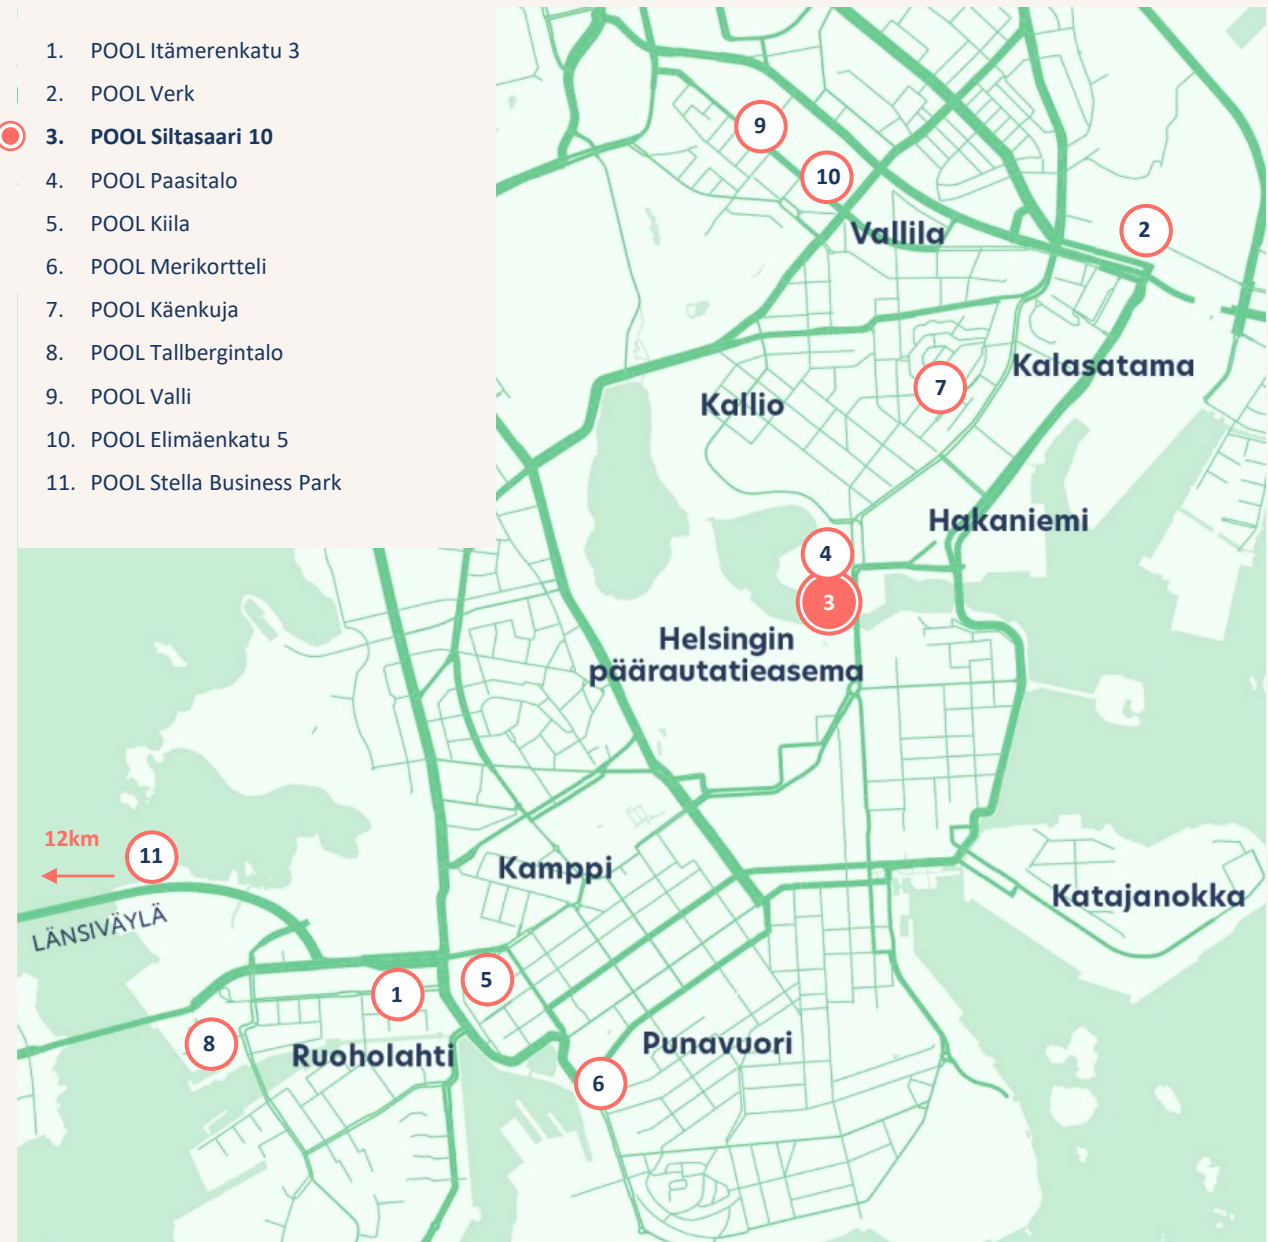 1. POOL Itämerenkatu 3
2. POOL Verk
3. POOL Siltasaari 10
4. POOL Paasitalo
5. POOL Kiila
6. POOL Merikortteli
7. POOL Käenkuja
8. POOL Tallbergintalo
9. POOL Valli
10. POOL Elimäenkatu 5
11. POOL Stella Business Park
9
10
2
Vallila
Kalasatama
7
Kallio
Hakaniemi
4
3
Helsingin
päärautatieasema
12km
11
Kamppi
Katajanokka
LÄNSIVÄYLÄ
5
1
8
Ruoholahti
Punavuori
6